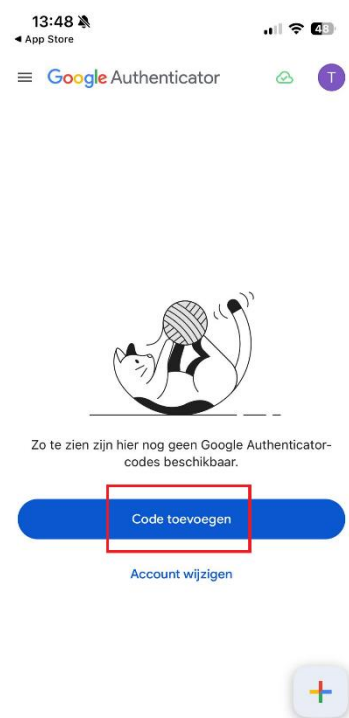 13:48
◀ App Store
48
Google Authenticator
T
Zo te zien zijn hier nog geen Google Authenticator-
codes beschikbaar.
Code toevoegen
Account wijzigen